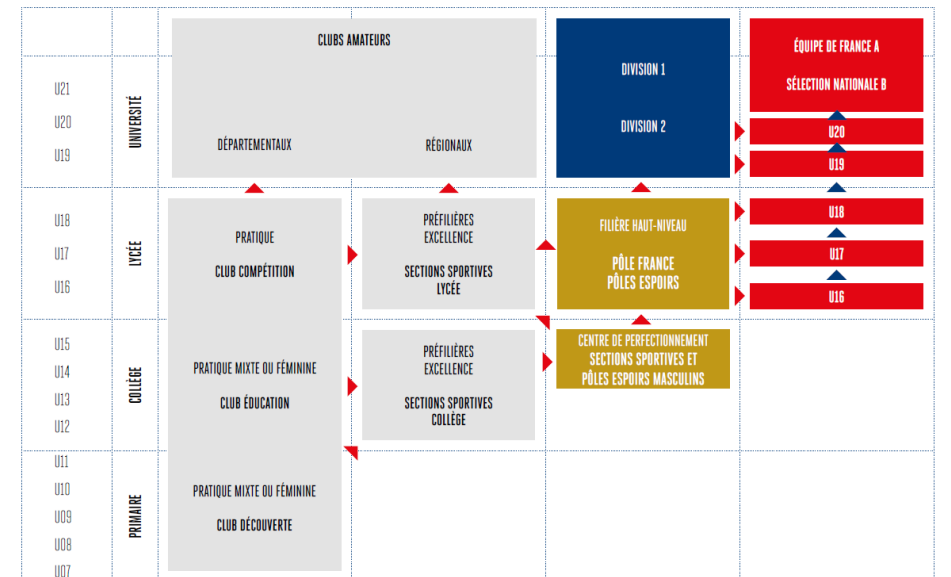 CLUBS AMATEURS
DÉPARTEMENTAUX
RÉGIONAUX
DIVISION 1
DIVISION 2
ÉQUIPE DE FRANCE A
SÉLECTION NATIONALE B
U20
U19
U21
U20
U19
UNIVERSITÉ
U18
U17
U16
LYCÉE
PRATIQUE
CLUB COMPÉTITION
PRÉFILIÈRES
EXCELLENCE
SECTIONS SPORTIVES
LYCÉE
FILIÈRE HAUT-NIVEAU
PÔLE FRANCE
PÔLES ESPOIRS
U18
U17
U16
U15
U14
U13
U12
COLLÈGE
PRATIQUE MIXTE OU FÉMININE
CLUB ÉDUCATION
PRÉFILIÈRES
EXCELLENCE
SECTIONS SPORTIVES
COLLÈGE
CENTRE DE PERFECTIONNEMENT
SECTIONS SPORTIVES ET
PÔLES ESPOIRS MASCULINS
U11
U10
U09
U08
U07
PRIMAIRE
PRATIQUE MIXTE OU FÉMININE
CLUB DÉCOUVERTE